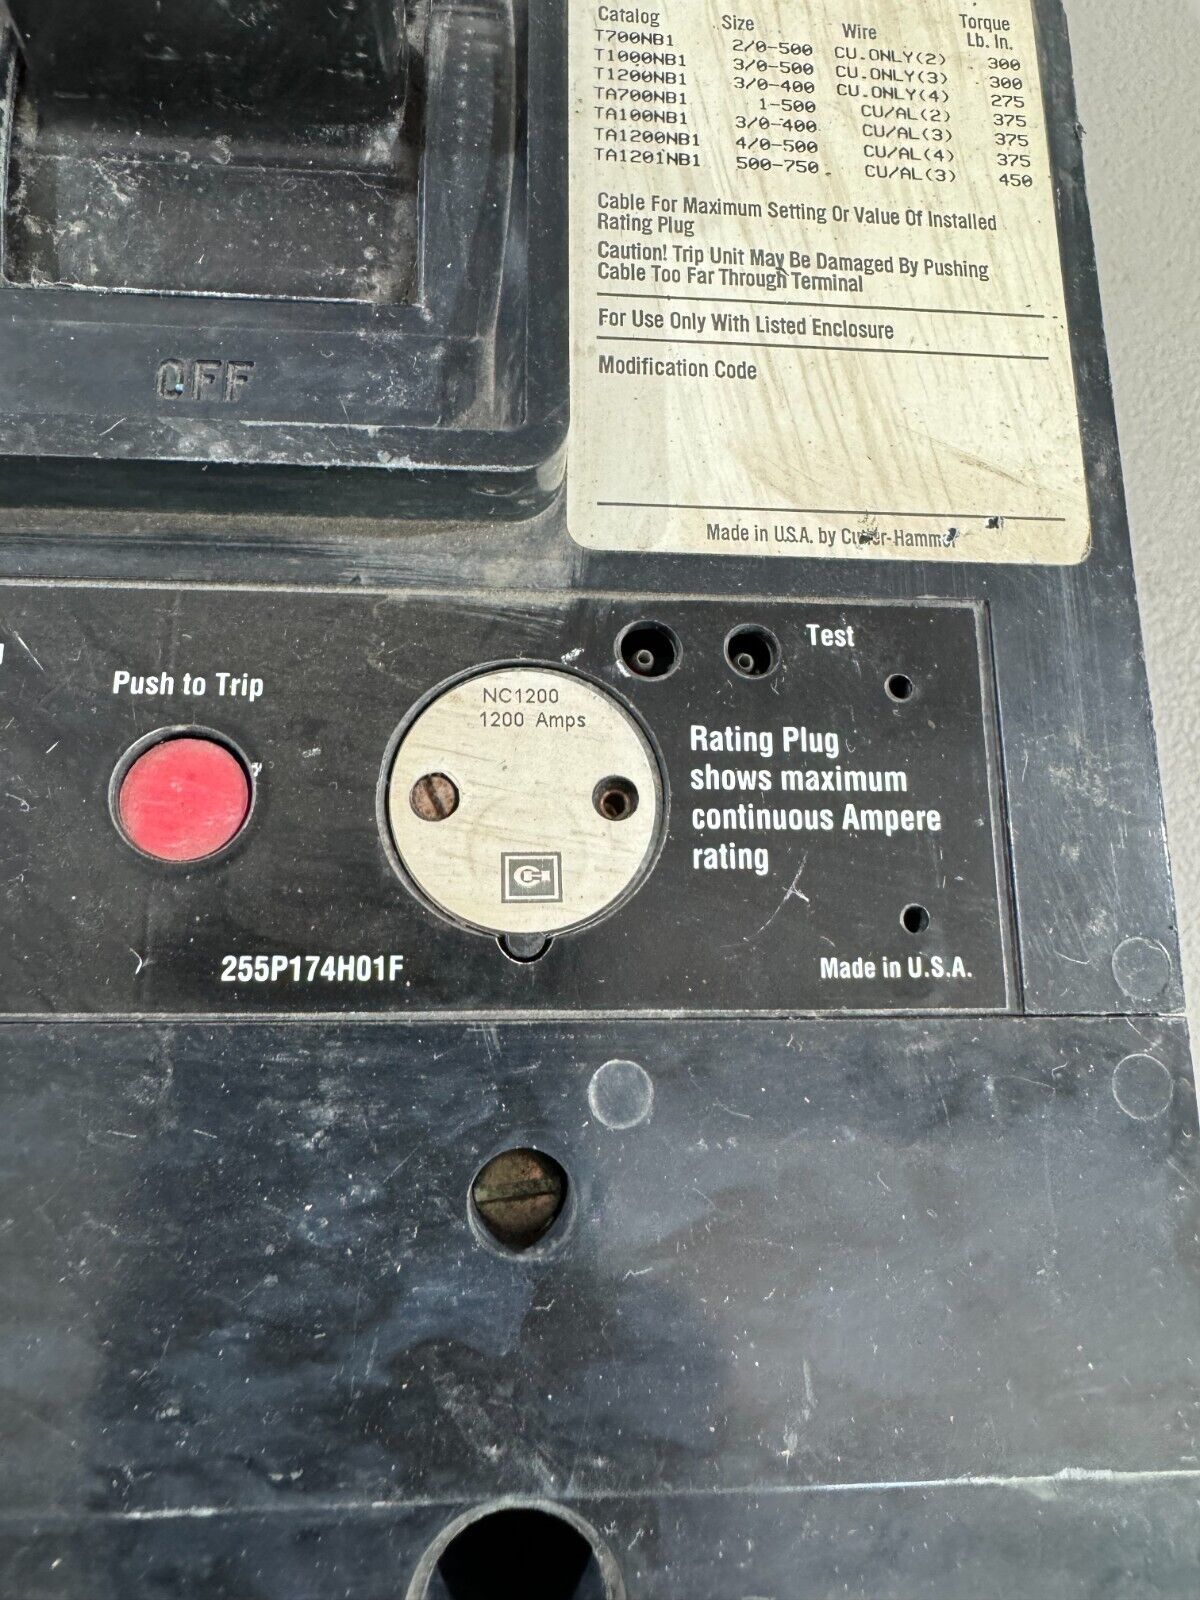 Catalog Size Wire Torque
Lb. In.
T700NB1 2/0-500 CU.ONLY(2) 300
T1000NB1 3/0-500 CU.ONLY(3) 300
T1200NB1 3/0-400 CU.ONLY(4) 275
TA700NB1 1-500 CU/AL(2) 375
TA100NB1 3/0-400 CU/AL(3) 375
TA1200NB1 4/0-500 CU/AL(4) 375
TA1201NB1 500-750 CU/AL(3) 450
Cable For Maximum Setting Or Value Of Installed
Rating Plug
Caution! Trip Unit May Be Damaged By Pushing
Cable Too Far Through Terminal
For Use Only With Listed Enclosure
Modification Code
Made in U.S.A. by Cutler-Hammer
OFF
Push to Trip
NC1200
1200 Amps
Test
Rating Plug
shows maximum
continuous Ampere
rating
255P174H01F
Made in U.S.A.